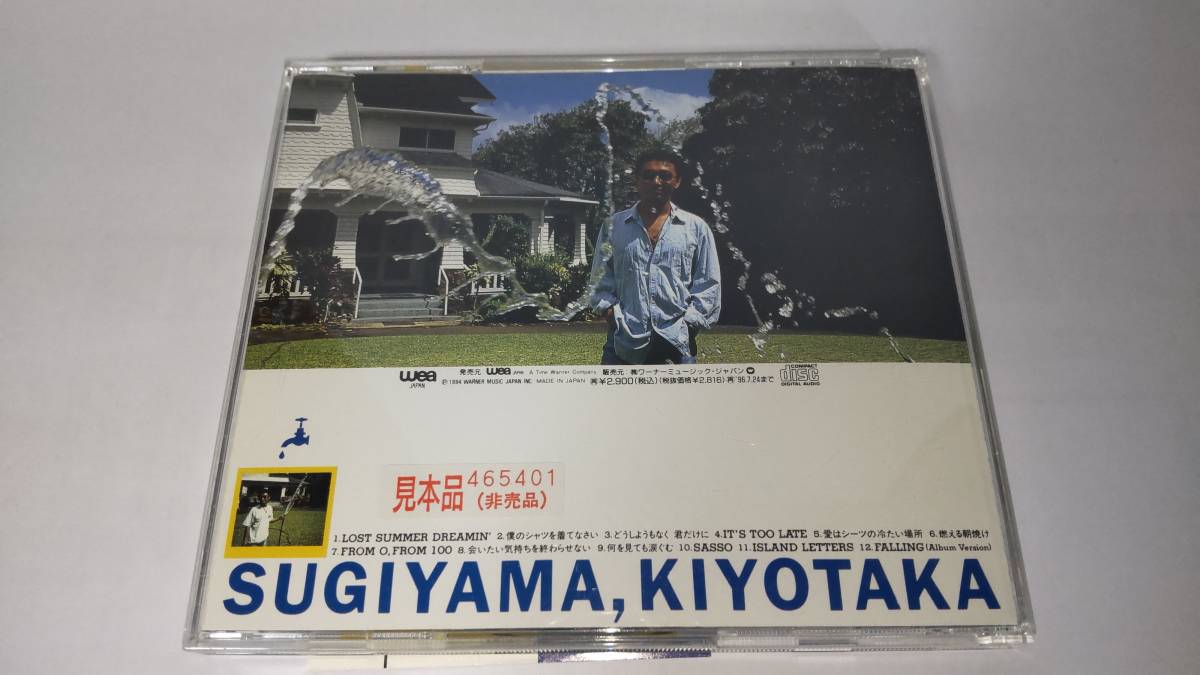 wea 発売元 wea JAPAN A Time Warner Company 販売元:㈱ワーナーミュージック・ジャパン
JAPAN ℗1994 WARNER MUSIC JAPAN INC. MADE IN JAPAN ¥2,900(税込)(税抜価格¥2,816)再'96.7.24まで
COMPACT
disc
DIGITAL AUDIO
見本品 465401
(非売品)
1.LOST SUMMER DREAMIN' 2.僕のシャツを着てなさい 3.どうしようもなく 君だけに 4.IT'S TOO LATE 5.愛はシーツの冷たい場所 6.燃える朝焼け
7.FROM O,FROM 100 8.会いたい気持ちを終わらせない 9.何を見ても涙ぐむ 10.SASSO 11.ISLAND LETTERS 12.FALLING(Album Version)
SUGIYAMA,KIYOTAKA